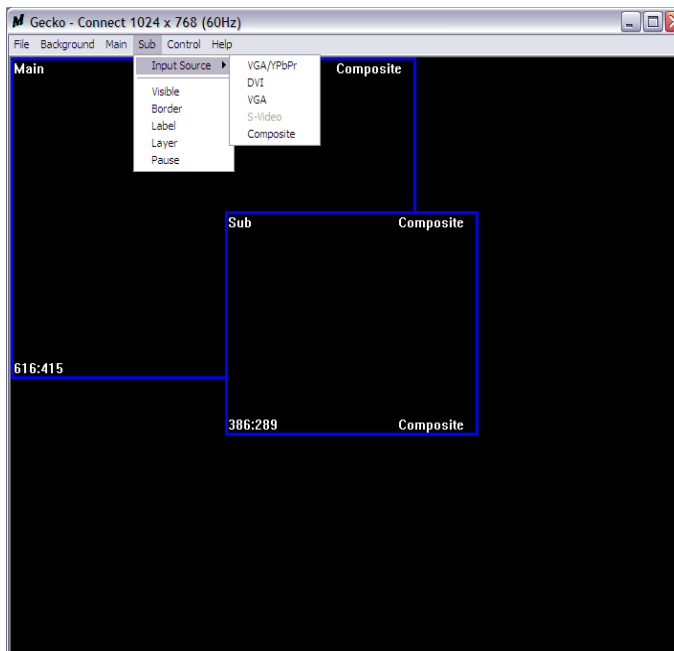 Gecko - Connect 1024 x 768 (60Hz)
File Background Main Sub Control Help
Main
Composite
Input Source
Visible
Border
Label
Layer
Pause
VGA/YPbPr
DVI
VGA
S-Video
Composite
Sub
Composite
616:415
386:289
Composite